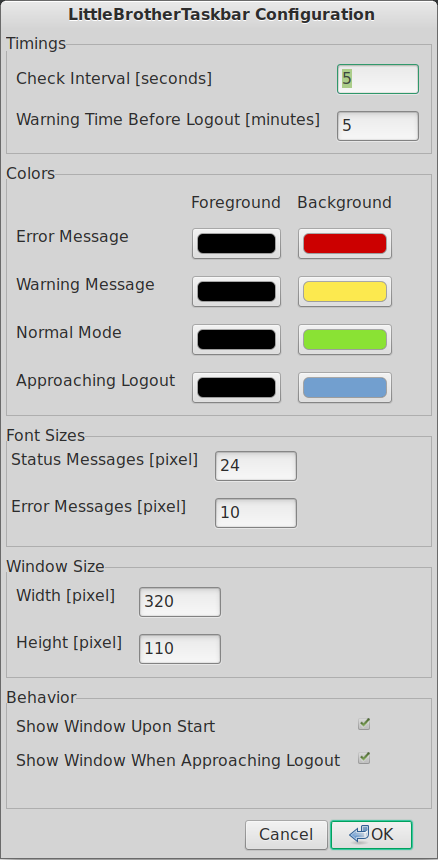 LittleBrotherTaskbar Configuration
Timings
Check Interval [seconds] 5
Warning Time Before Logout [minutes] 5
Colors
Foreground Background
Error Message
Warning Message
Normal Mode
Approaching Logout
Font Sizes
Status Messages [pixel] 24
Error Messages [pixel] 10
Window Size
Width [pixel] 320
Height [pixel] 110
Behavior
Show Window Upon Start
Show Window When Approaching Logout
Cancel OK